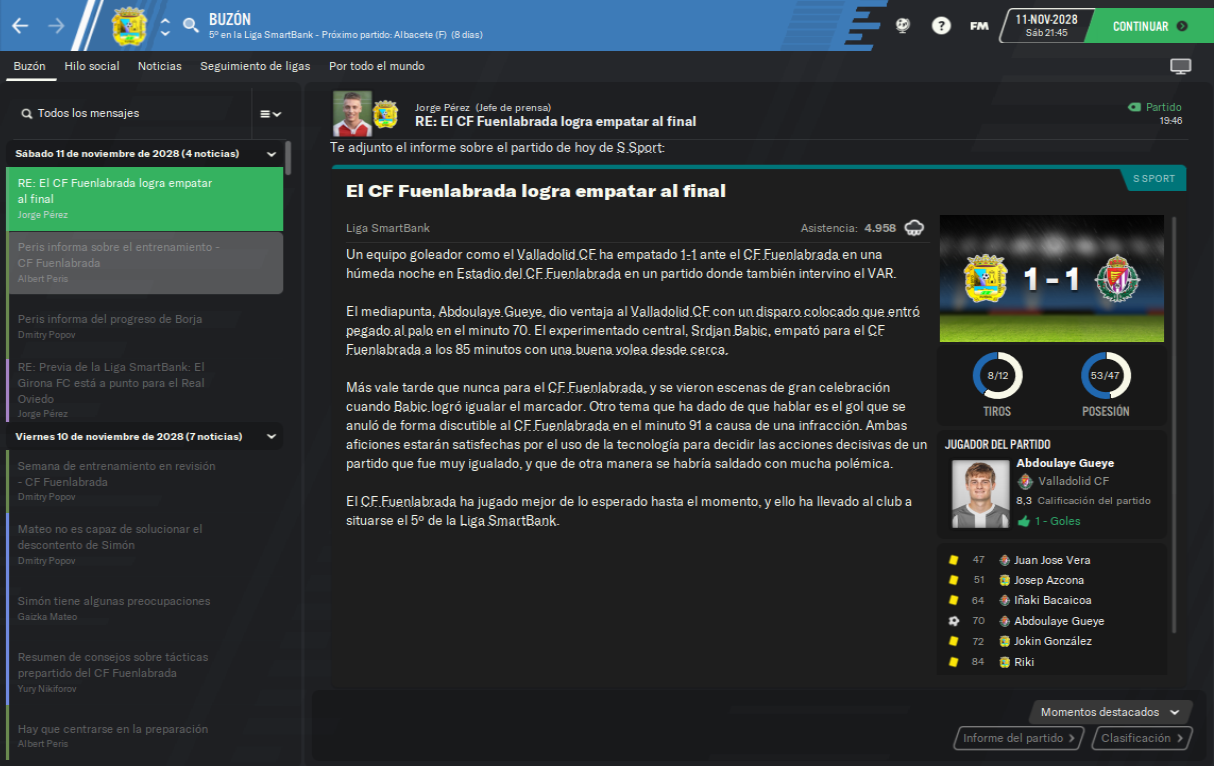 BUZÓN
5º en la Liga SmartBank - Próximo partido: Albacete (F) (8 días)
?
FM
11-NOV-2028
Sáb 21:45
CONTINUAR
Buzón
Hilo social
Noticias
Seguimiento de ligas
Por todo el mundo
Todos los mensajes
Sábado 11 de noviembre de 2028 (4 noticias)
RE: El CF Fuenlabrada logra empatar
al final
Jorge Pérez
Peris informa sobre el entrenamiento -
CF Fuenlabrada
Albert Peris
Peris informa del progreso de Borja
Dmitry Popov
RE: Previa de la Liga SmartBank: El
Girona FC está a punto para el Real
Oviedo
Jorge Pérez
Viernes 10 de noviembre de 2028 (7 noticias)
Semana de entrenamiento en revisión
- CF Fuenlabrada
Dmitry Popov
Mateo no es capaz de solucionar el
descontento de Simón
Dmitry Popov
Simón tiene algunas preocupaciones
Gaizka Mateo
Resumen de consejos sobre tácticas
prepartido del CF Fuenlabrada
Yury Nikiforov
Hay que centrarse en la preparación
Albert Peris
Jorge Pérez (Jefe de prensa)
RE: El CF Fuenlabrada logra empatar al final
Partido
19:46
Te adjunto el informe sobre el partido de hoy de S.Sport:
S SPORT
El CF Fuenlabrada logra empatar al final
Liga SmartBank
Asistencia: 4.958
Un equipo goleador como el Valladolid CF ha empatado 1-1 ante el CF Fuenlabrada en una
húmeda noche en Estadio del CF Fuenlabrada en un partido donde también intervino el VAR.
El mediapunta, Abdoulaye Gueye, dio ventaja al Valladolid CF con un disparo colocado que entró
pegado al palo en el minuto 70. El experimentado central, Srdjan Babic, empató para el CF
Fuenlabrada a los 85 minutos con una buena volea desde cerca.
Más vale tarde que nunca para el CF Fuenlabrada, y se vieron escenas de gran celebración
cuando Babic logró igualar el marcador. Otro tema que ha dado de que hablar es el gol que se
anuló de forma discutible al CF Fuenlabrada en el minuto 91 a causa de una infracción. Ambas
aficiones estarán satisfechas por el uso de la tecnología para decidir las acciones decisivas de un
partido que fue muy igualado, y que de otra manera se habría saldado con mucha polémica.
El CF Fuenlabrada ha jugado mejor de lo esperado hasta el momento, y ello ha llevado al club a
situarse el 5º de la Liga SmartBank.
1 - 1
8/12
TIROS
53/47
POSESIÓN
JUGADOR DEL PARTIDO
Abdoulaye Gueye
Valladolid CF
8,3 Calificación del partido
1 - Goles
47 Juan Jose Vera
51 Josep Azcona
64 Iñaki Bacaicoa
70 Abdoulaye Gueye
72 Jokin González
84 Riki
Momentos destacados
Informe del partido
Clasificación